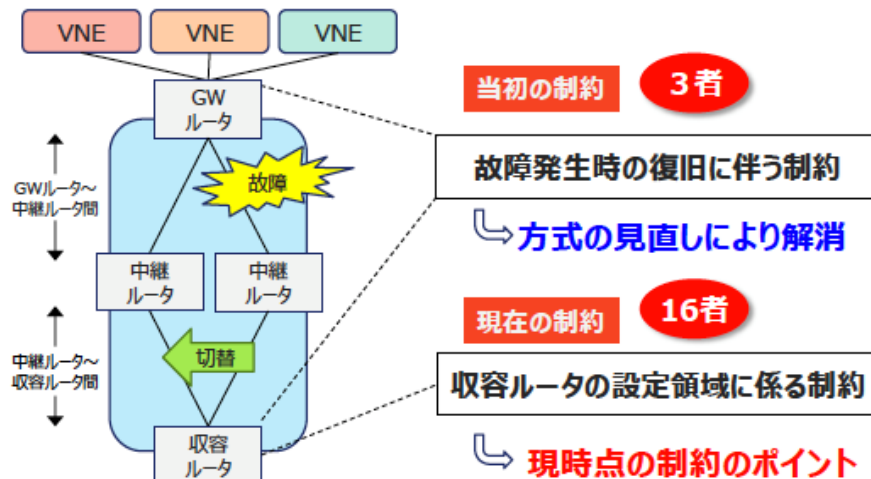 VNE
VNE
VNE
GW
ルータ
故障
GWルータ～
中継ルータ間
中継
ルータ
中継
ルータ
切替
中継ルータ～
収容ルータ間
収容
ルータ
当初の制約
3者
故障発生時の復旧に伴う制約
方式の見直しにより解消
現在の制約
16者
収容ルータの設定領域に係る制約
現時点の制約のポイント